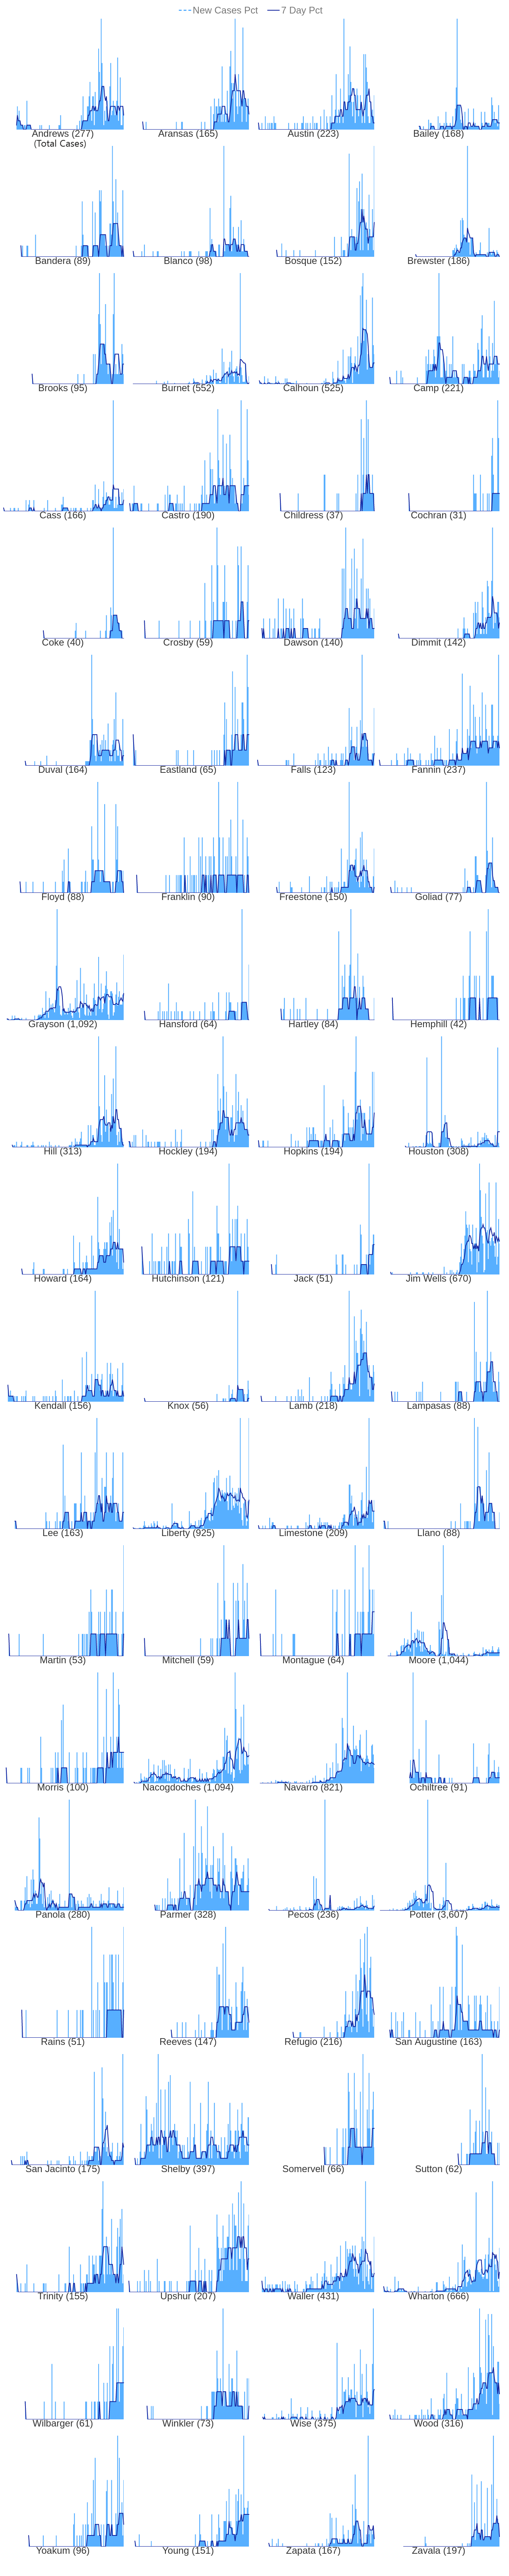 New Cases Pct 7 Day Pct
Andrews (277) Aransas (165) Austin (223) Bailey (168)
(Total Cases)
Bandera (89) Blanco (98) Bosque (152) Brewster (186)
Brooks (95) Burnet (552) Calhoun (525) Camp (221)
Cass (166) Castro (190) Childress (37) Cochran (31)
Coke (40) Crosby (59) Dawson (140) Dimmit (142)
Duval (164) Eastland (65) Falls (123) Fannin (237)
Floyd (88) Franklin (90) Freestone (150) Goliad (77)
Grayson (1,092) Hansford (64) Hartley (84) Hemphill (42)
Hill (313) Hockley (194) Hopkins (194) Houston (308)
Howard (164) Hutchinson (121) Jack (51) Jim Wells (670)
Kendall (156) Knox (56) Lamb (218) Lampasas (88)
Lee (163) Liberty (925) Limestone (209) Llano (88)
Martin (53) Mitchell (59) Montague (64) Moore (1,044)
Morris (100) Nacogdoches (1,094) Navarro (821) Ochiltree (91)
Panola (280) Parmer (328) Pecos (236) Potter (3,607)
Rains (51) Reeves (147) Refugio (216) San Augustine (163)
San Jacinto (175) Shelby (397) Somervell (66) Sutton (62)
Trinity (155) Upshur (207) Waller (431) Wharton (666)
Wilbarger (61) Winkler (73) Wise (375) Wood (316)
Yoakum (96) Young (151) Zapata (167) Zavala (197)